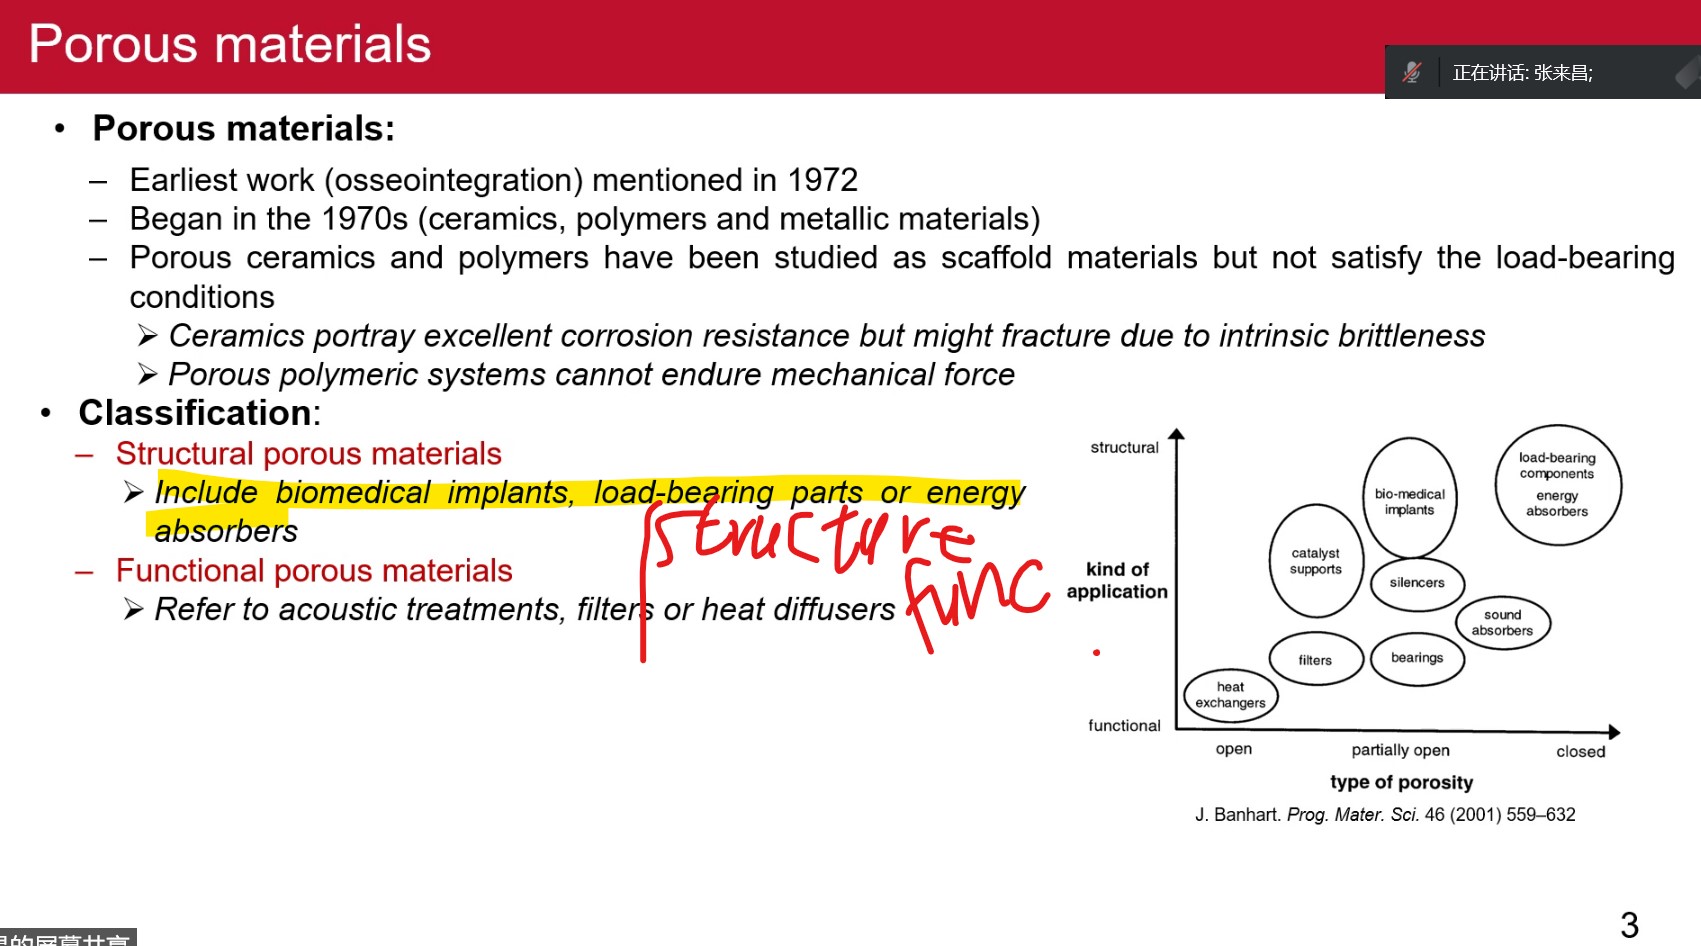 Porous materials
正在讲话: 张来昌;
• Porous materials:
– Earliest work (osseointegration) mentioned in 1972
– Began in the 1970s (ceramics, polymers and metallic materials)
– Porous ceramics and polymers have been studied as scaffold materials but not satisfy the load-bearing
conditions
➢ Ceramics portray excellent corrosion resistance but might fracture due to intrinsic brittleness
➢ Porous polymeric systems cannot endure mechanical force
• Classification:
– Structural porous materials
➢ Include biomedical implants, load-bearing parts or energy
absorbers
– Functional porous materials
➢ Refer to acoustic treatments, filters or heat diffusers
structure
func
structural
kind of
application
functional
load-bearing
components
energy
absorbers
bio-medical
implants
catalyst
supports
silencers
sound
absorbers
filters
bearings
heat
exchangers
open
partially open
closed
type of porosity
J. Banhart. Prog. Mater. Sci. 46 (2001) 559–632
的屏幕共享
3